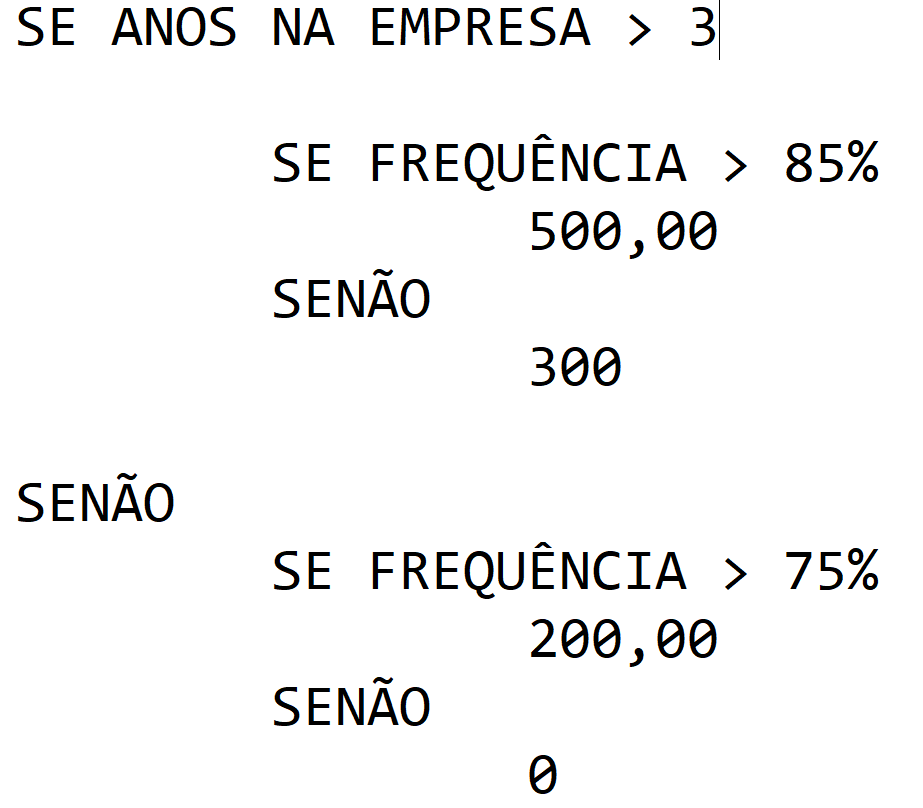 SE ANOS NA EMPRESA > 3
SE FREQUÊNCIA > 85%
500,00
SENÃO
300
SENÃO
SE FREQUÊNCIA > 75%
200,00
SENÃO
0